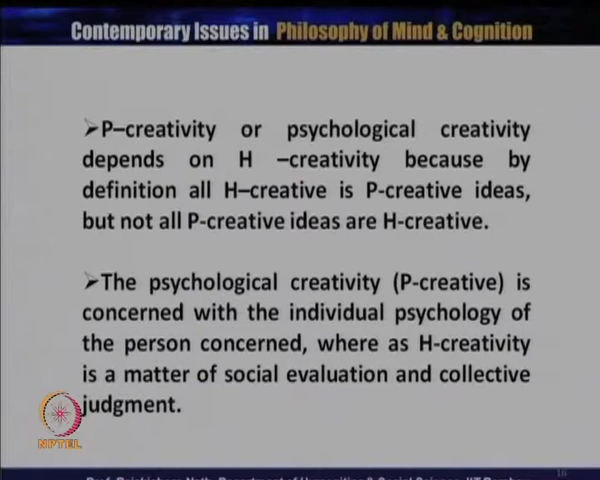 Contemporary Issues in Philosophy of Mind & Cognition
➢P–creativity or psychological creativity
depends on H –creativity because by
definition all H–creative is P-creative ideas,
but not all P-creative ideas are H-creative.
➢The psychological creativity (P-creative) is
concerned with the individual psychology of
the person concerned, where as H-creativity
is a matter of social evaluation and collective
judgment.
NPTEL
16